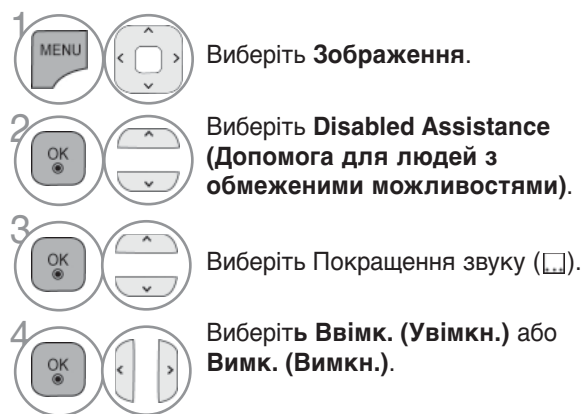 1
MENU
Виберіть Зображення.
2
OK
Виберіть Disabled Assistance
(Допомога для людей з
обмеженими можливостями).
3
OK
Виберіть Покращення звуку (...).
4
OK
Виберіть Ввімк. (Увімкн.) або
Вимк. (Вимкн.).